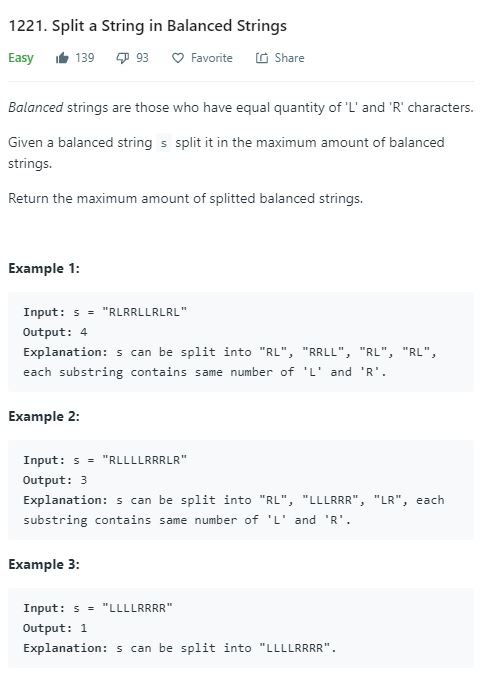 1221. Split a String in Balanced Strings
Easy 139 93 Favorite Share
Balanced strings are those who have equal quantity of 'L' and 'R' characters.
Given a balanced string s split it in the maximum amount of balanced
strings.
Return the maximum amount of splitted balanced strings.
Example 1:
Input: s = "RLRRLLRLRL"
Output: 4
Explanation: s can be split into "RL", "RRLL", "RL", "RL",
each substring contains same number of 'L' and 'R'.
Example 2:
Input: s = "RLLLLRRRLR"
Output: 3
Explanation: s can be split into "RL", "LLLRRR", "LR", each
substring contains same number of 'L' and 'R'.
Example 3:
Input: s = "LLLLRRRR"
Output: 1
Explanation: s can be split into "LLLLRRRR".